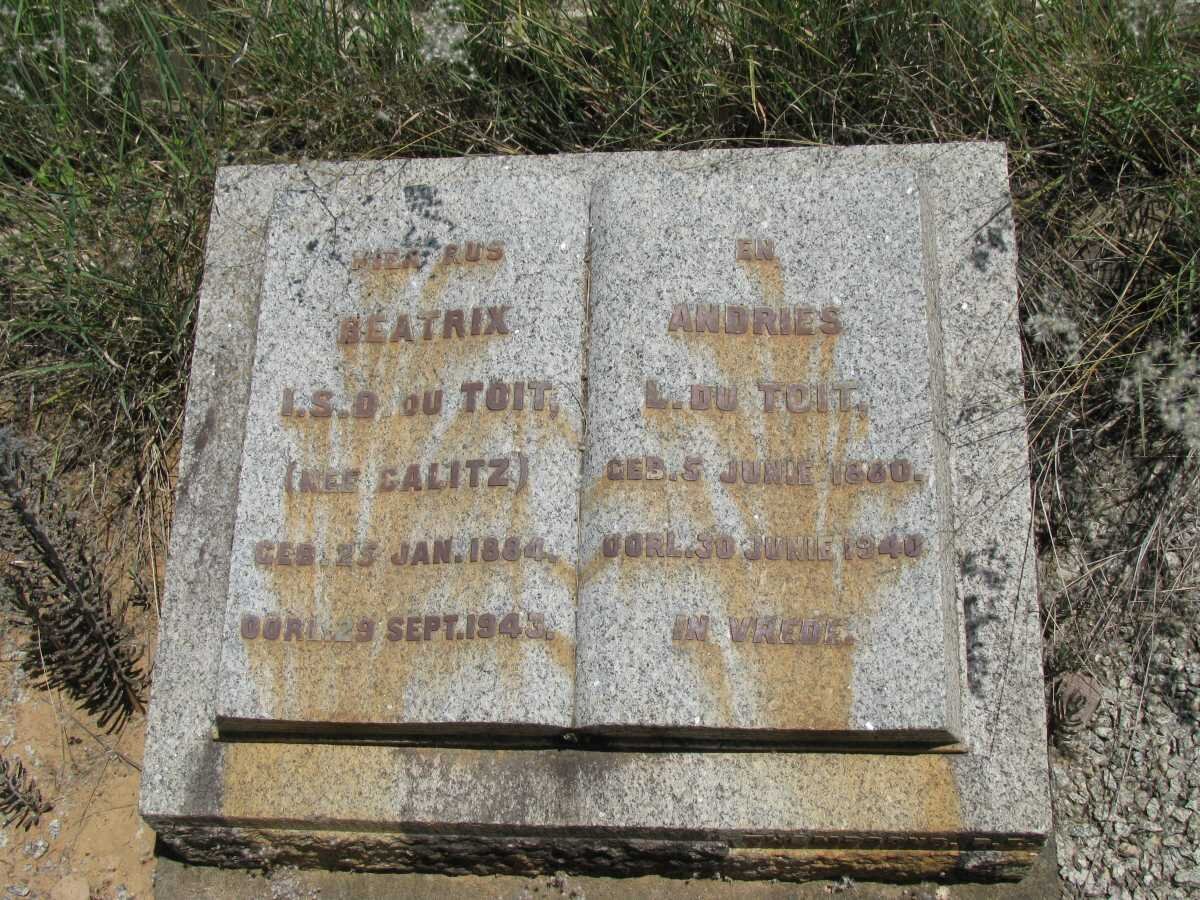 HIER RUS
BEATRIX
I.S.D. DU TOIT,
(NEE CALITZ)
GEB. 25 JAN. 1884.
OORL. 29 SEPT. 1943.
EN
ANDRIES
L. DU TOIT,
GEB. 5 JUNIE 1880.
OORL. 30 JUNIE 1940
IN VREDE.